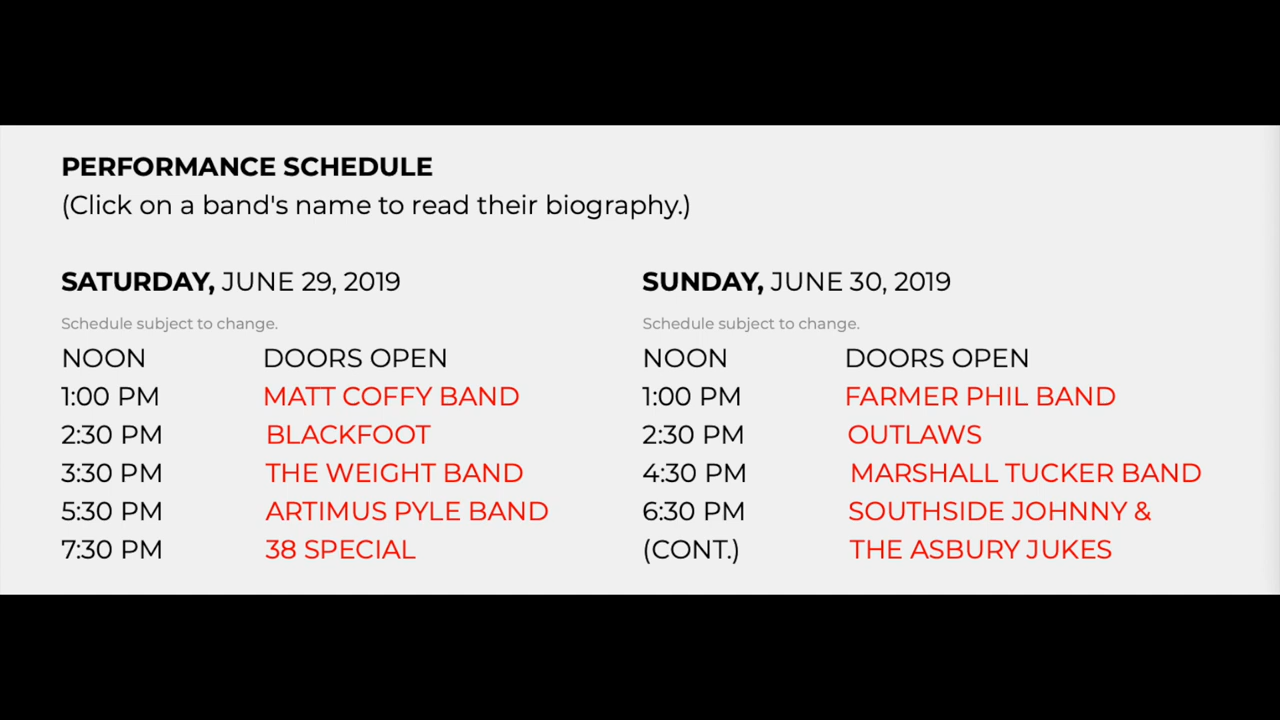 PERFORMANCE SCHEDULE
(Click on a band's name to read their biography.)
SATURDAY, JUNE 29, 2019
Schedule subject to change.
NOON DOORS OPEN
1:00 PM MATT COFFY BAND
2:30 PM BLACKFOOT
3:30 PM THE WEIGHT BAND
5:30 PM ARTIMUS PYLE BAND
7:30 PM 38 SPECIAL
SUNDAY, JUNE 30, 2019
Schedule subject to change.
NOON DOORS OPEN
1:00 PM FARMER PHIL BAND
2:30 PM OUTLAWS
4:30 PM MARSHALL TUCKER BAND
6:30 PM SOUTHSIDE JOHNNY &
(CONT.) THE ASBURY JUKES